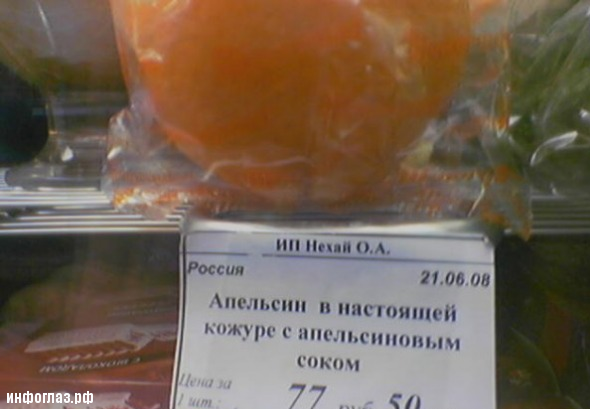 ИП Нехай О.А.
Россия
21.06.08
Апельсин в настоящей
кожуре с апельсиновым
соком
Цена за
1 шт.: 77 руб 50
С ШОКОЛАДОМ
инфоглаз.рф